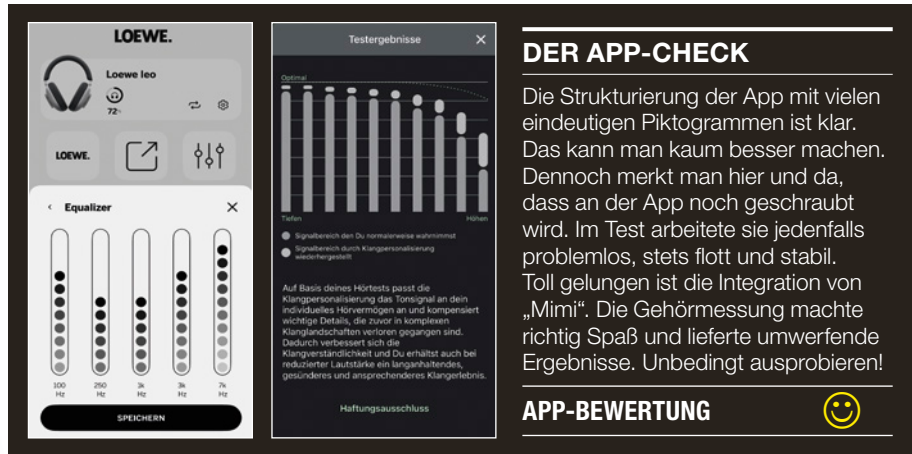 LOEWE.
Loewe leo
72%
LOEWE.
Equalizer
100 Hz
250 Hz
3k Hz
3k Hz
7k Hz
SPEICHERN
Testergebnisse
Optimal
Tiefen
Höhen
Signalbereich den Du normalerweise wahrnimmst
Signalbereich durch Klangpersonalisierung
wiederhergestellt
Auf Basis deines Hörtests passt die
Klangpersonalisierung das Tonsignal an dein
individuelles Hörvermögen an und kompensiert
wichtige Details, die zuvor in komplexen
Klanglandschaften verloren gegangen sind.
Dadurch verbessert sich die
Klangverständlichkeit und Du erhältst auch bei
reduzierter Lautstärke ein langanhaltendes,
gesünderes und ansprechenderes Klangerlebnis.
Haftungsausschluss
DER APP-CHECK
Die Strukturierung der App mit vielen
eindeutigen Piktogrammen ist klar.
Das kann man kaum besser machen.
Dennoch merkt man hier und da,
dass an der App noch geschraubt
wird. Im Test arbeitete sie jedenfalls
problemlos, stets flott und stabil.
Toll gelungen ist die Integration von
„Mimi“. Die Gehörmessung machte
richtig Spaß und lieferte umwerfende
Ergebnisse. Unbedingt ausprobieren!
APP-BEWERTUNG